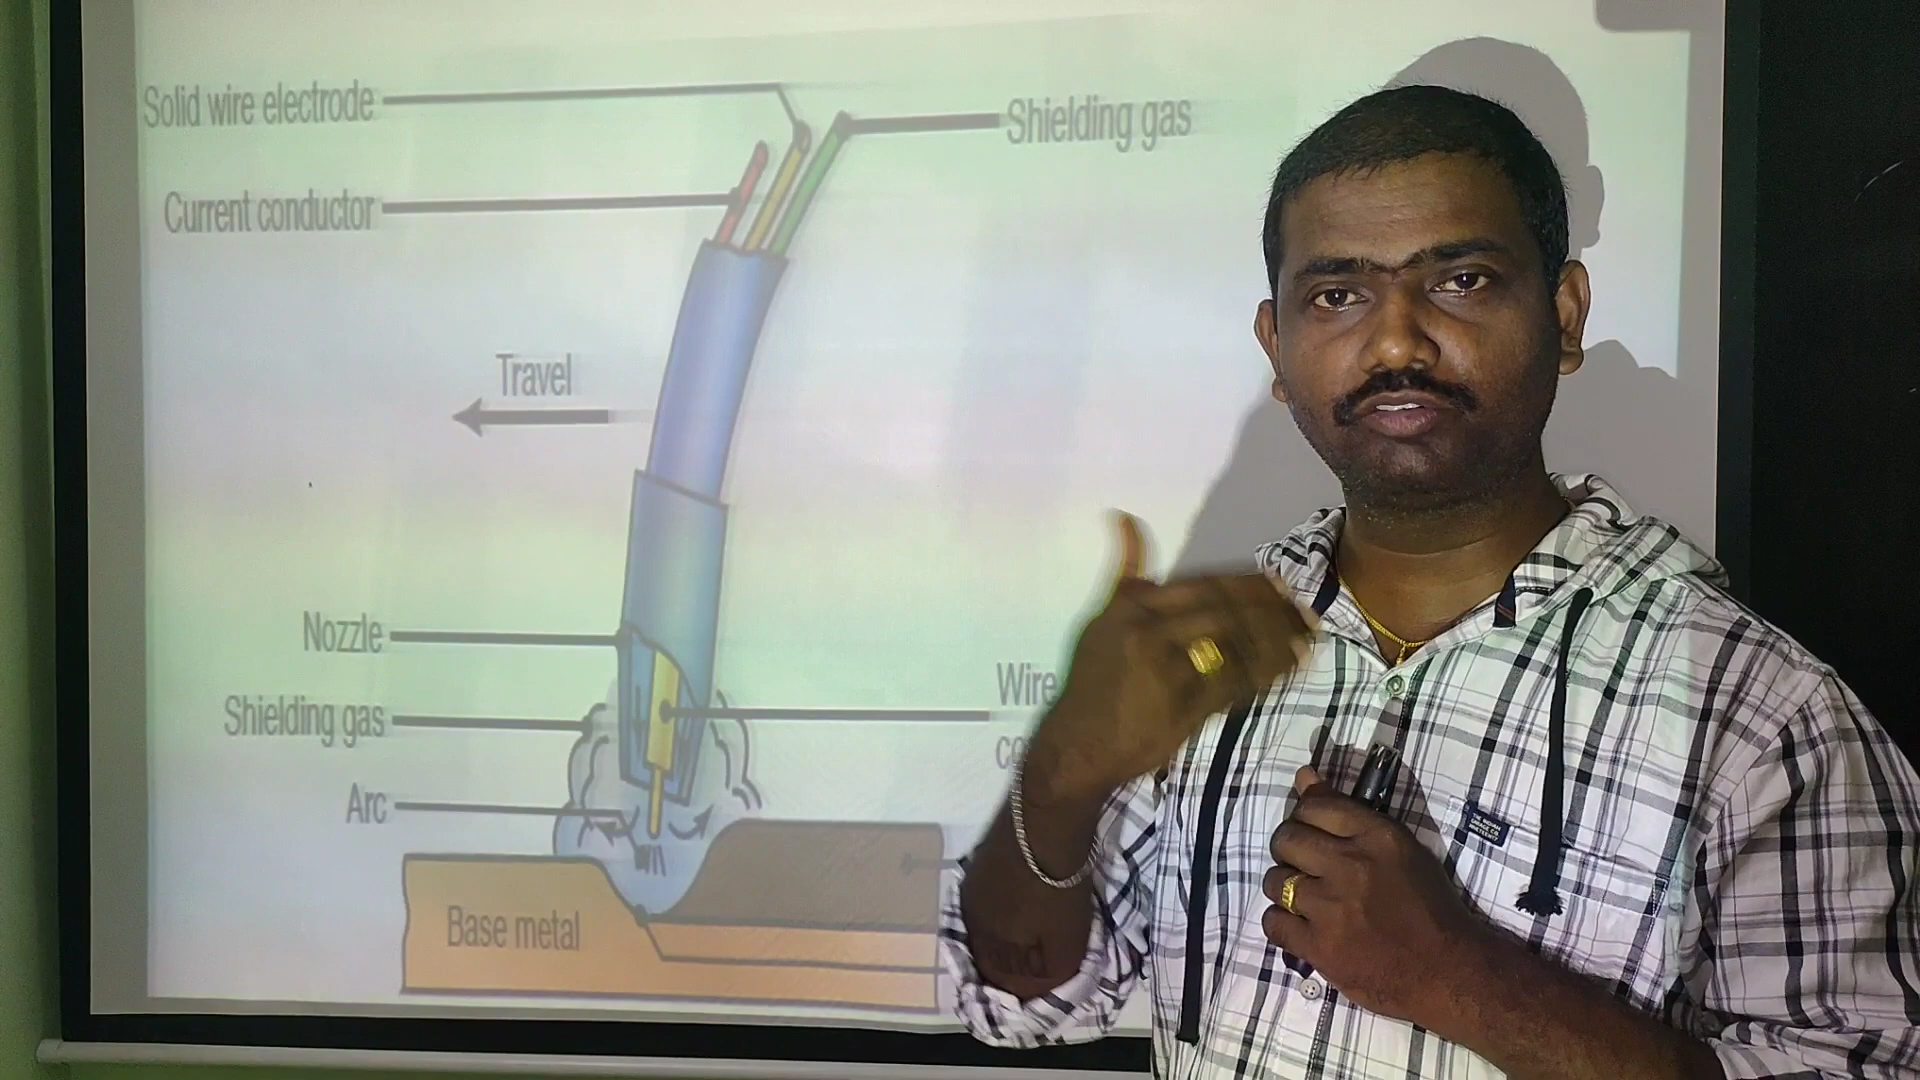 Solid wire electrode
Shielding gas
Current conductor
Travel
Nozzle
Shielding gas
Wire
Arc
Base metal